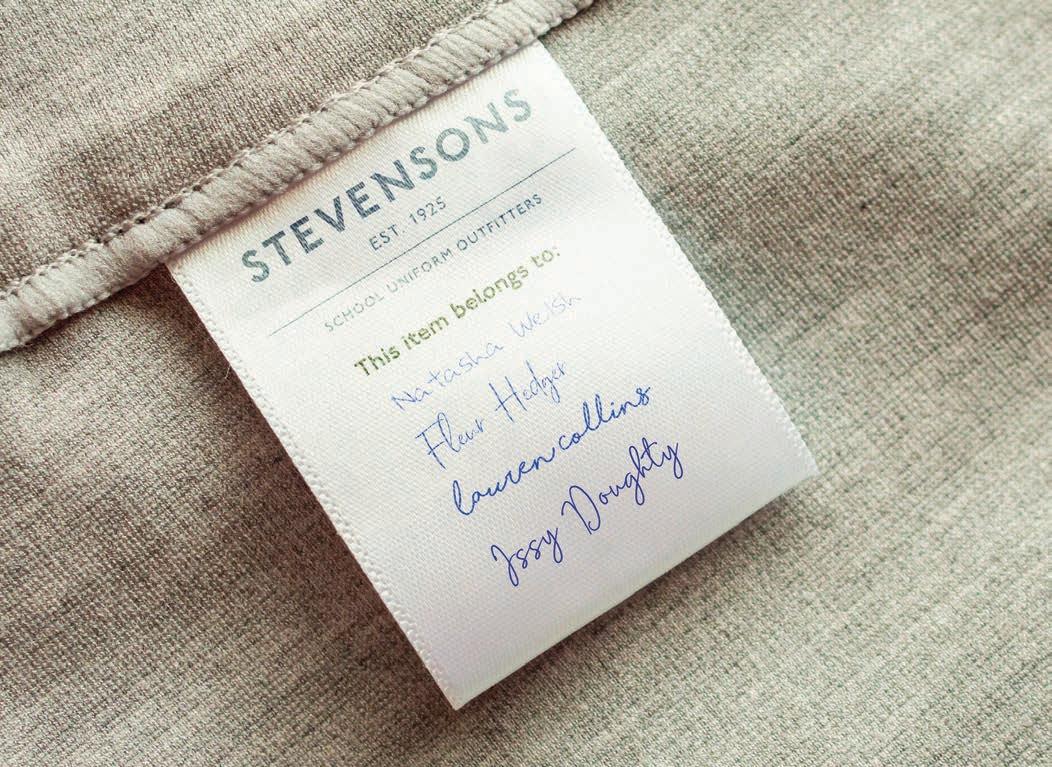 STEVENSONS
EST. 1925
SCHOOL UNIFORM OUTFITTERS
This item belongs to:
Natasha Welsh
Fleur Hedger
lauren collins
Issy Doughty